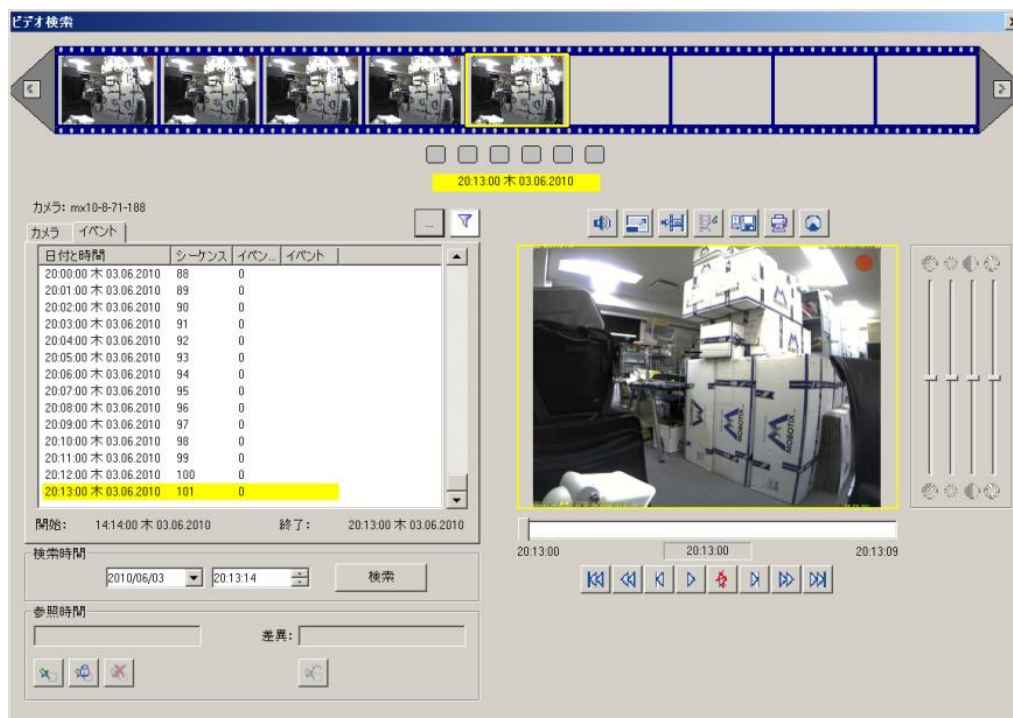 ビデオ検索
20:13:00 木 03.06.2010
カメラ: mx10-8-71-188
...
カメラ イベント
日付と時間 シーケンス イベン... イベント
20:00:00 木 03.06.2010 88 0
20:01:00 木 03.06.2010 89 0
20:02:00 木 03.06.2010 90 0
20:03:00 木 03.06.2010 91 0
20:04:00 木 03.06.2010 92 0
20:05:00 木 03.06.2010 93 0
20:06:00 木 03.06.2010 94 0
20:07:00 木 03.06.2010 95 0
20:08:00 木 03.06.2010 96 0
20:09:00 木 03.06.2010 97 0
20:10:00 木 03.06.2010 98 0
20:11:00 木 03.06.2010 99 0
20:12:00 木 03.06.2010 100 0
20:13:00 木 03.06.2010 101 0
開始: 14:14:00 木 03.06.2010 終了: 20:13:00 木 03.06.2010
検索時間
2010/06/03 20:13:14 検索
参照時間
差異:
MOBOTIX
MOBOTIX
20:13:00 20:13:00 20:13:09